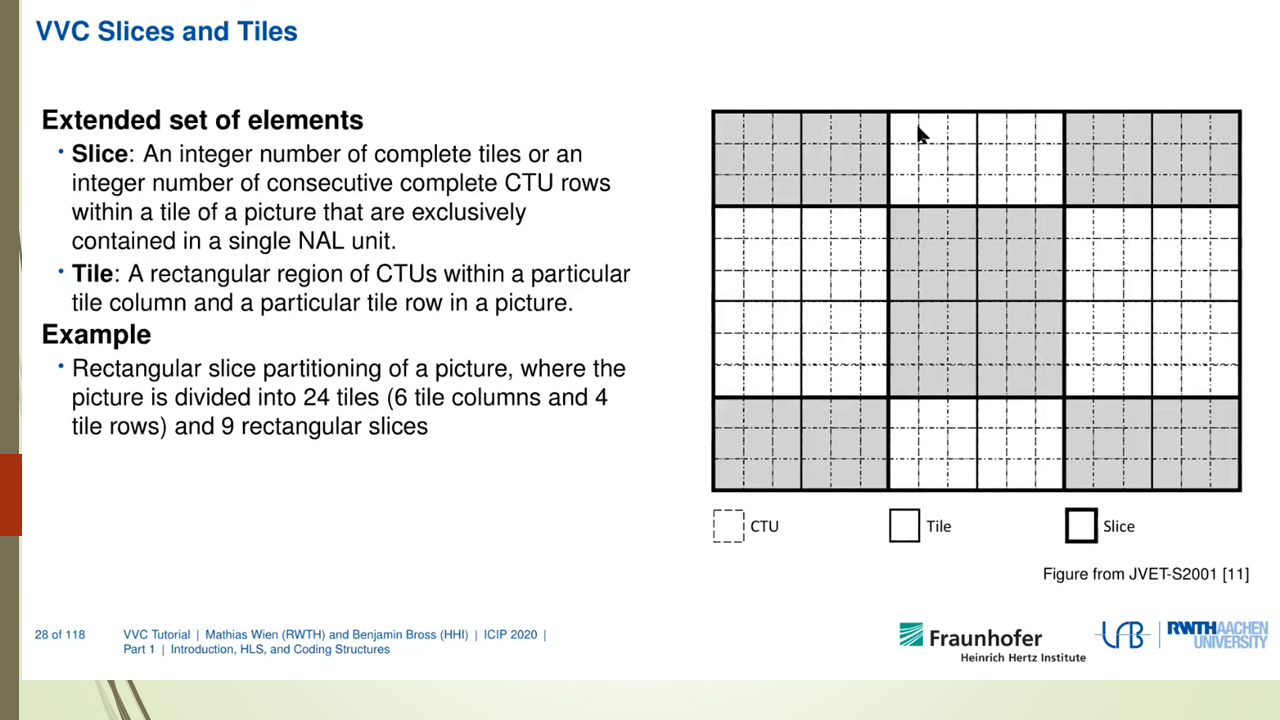 VVC Slices and Tiles
Extended set of elements
• Slice: An integer number of complete tiles or an
integer number of consecutive complete CTU rows
within a tile of a picture that are exclusively
contained in a single NAL unit.
• Tile: A rectangular region of CTUs within a particular
tile column and a particular tile row in a picture.
Example
• Rectangular slice partitioning of a picture, where the
picture is divided into 24 tiles (6 tile columns and 4
tile rows) and 9 rectangular slices
CTU
Tile
Slice
Figure from JVET-S2001 [11]
28 of 118
VVC Tutorial | Mathias Wien (RWTH) and Benjamin Bross (HHI) | ICIP 2020 |
Part 1 | Introduction, HLS, and Coding Structures
Fraunhofer
Heinrich Hertz Institute
RWTH AACHEN
UNIVERSITY